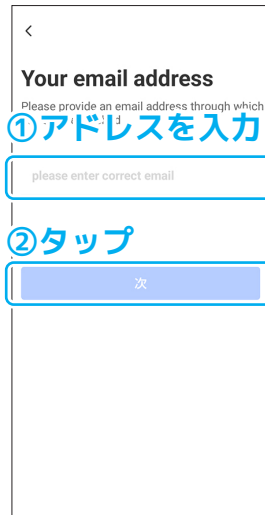 Your email address
Please provide an email address through which
①アドレスを入力
please enter correct email
②タップ
次